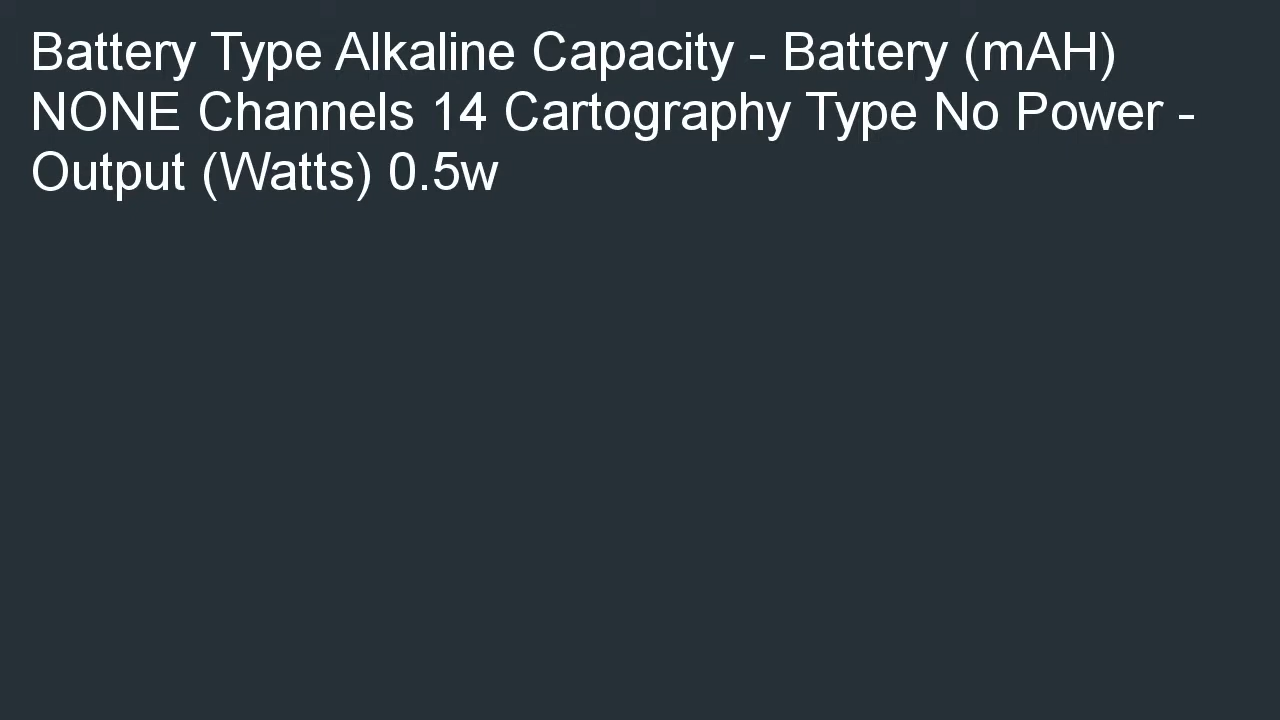 Battery Type Alkaline Capacity - Battery (mAH)
NONE Channels 14 Cartography Type No Power -
Output (Watts) 0.5w